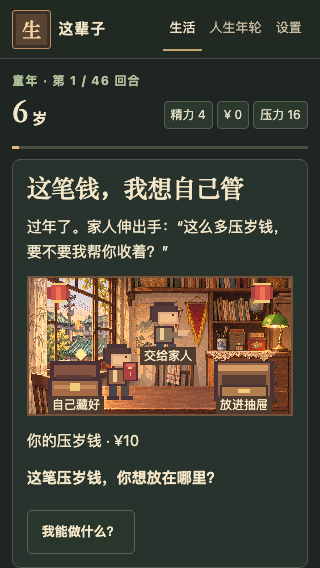 生
这辈子
生活
人生年轮
设置
童年 · 第 1 / 46 回合
6 岁
精力 4
¥ 0
压力 16
这笔钱，我想自己管
过年了。家人伸出手：“这么多压岁钱，
要不要我帮你收着？”
交给家人
自己藏好
放进抽屉
你的压岁钱 · ¥10
这笔压岁钱，你想放在哪里？
我能做什么？